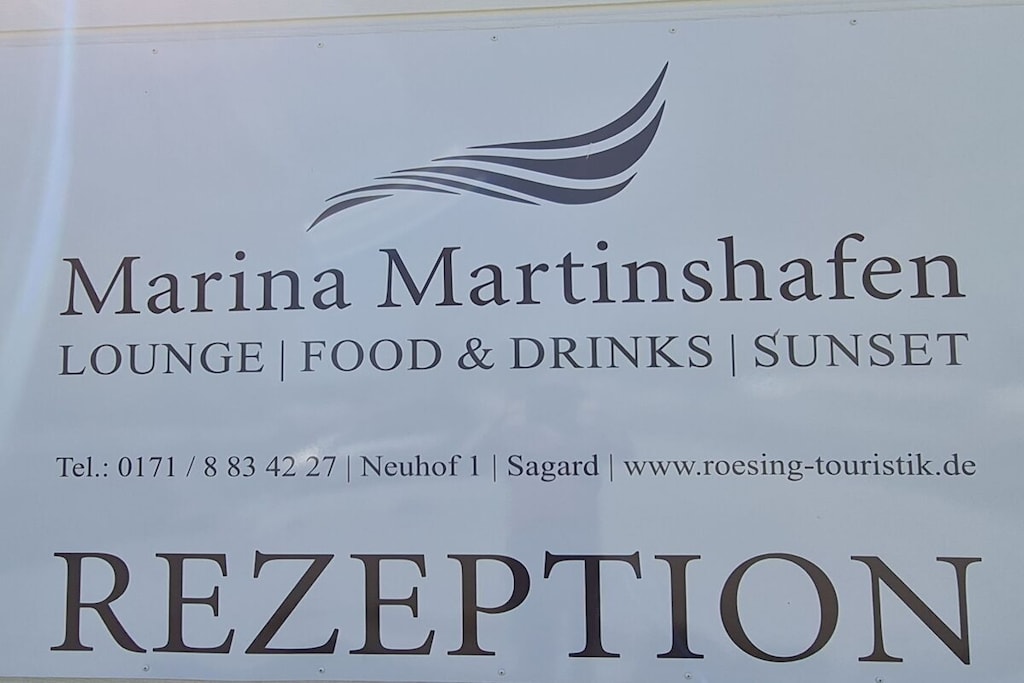 Marina Martinshafen
LOUNGE | FOOD & DRINKS | SUNSET
Tel.: 0171 / 8 83 42 27 | Neuhof 1 | Sagard | www.roesing-touristik.de
REZEPTION